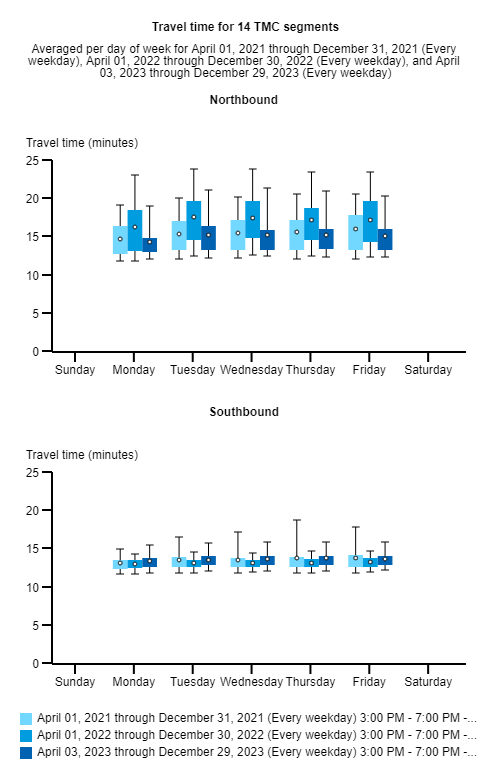 Travel time for 14 TMC segments
Averaged per day of week for April 01, 2021 through December 31, 2021 (Every
weekday), April 01, 2022 through December 30, 2022 (Every weekday), and April
03, 2023 through December 29, 2023 (Every weekday)
Northbound
Travel time (minutes)
25
20
15
10
5
0
Sunday Monday Tuesday Wednesday Thursday Friday Saturday
Southbound
Travel time (minutes)
25
20
15
10
5
0
Sunday Monday Tuesday Wednesday Thursday Friday Saturday
April 01, 2021 through December 31, 2021 (Every weekday) 3:00 PM - 7:00 PM -...
April 01, 2022 through December 30, 2022 (Every weekday) 3:00 PM - 7:00 PM -...
April 03, 2023 through December 29, 2023 (Every weekday) 3:00 PM - 7:00 PM -...